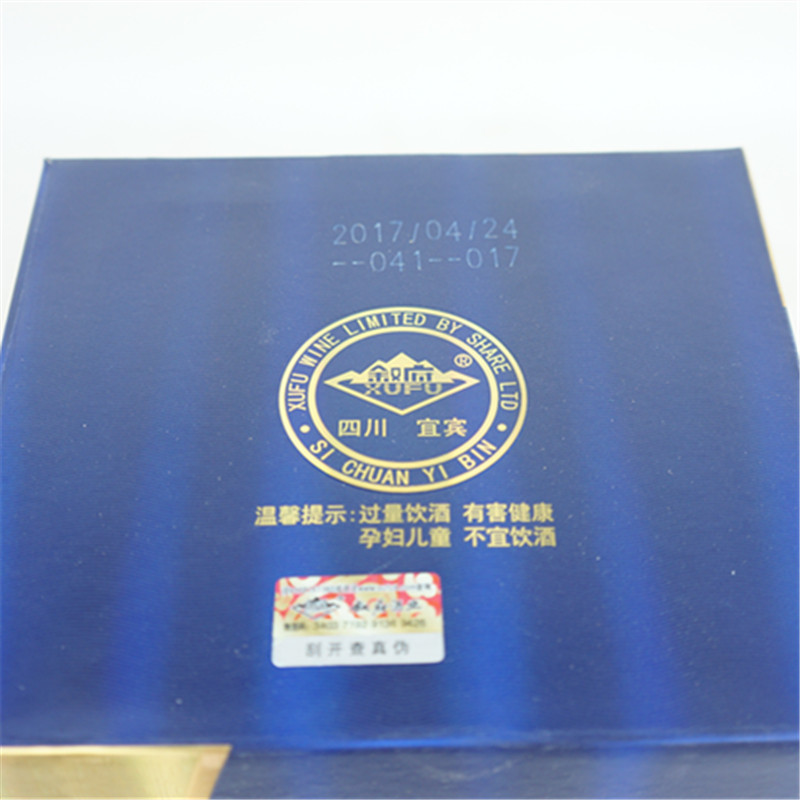 2017/04/24
--041--017
XUFU WINE LIMITED BY SHARE LTD
叙府®
XUFU
四川 宜宾
SI CHUAN YI BIN
温馨提示:过量饮酒 有害健康
孕妇儿童 不宜饮酒
刮开查真伪